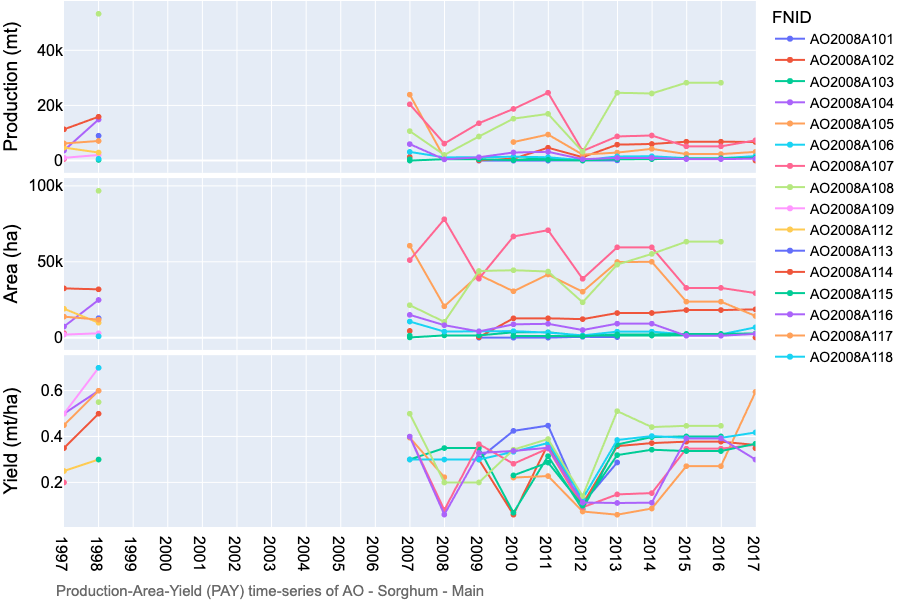 FNID
AO2008A101
AO2008A102
AO2008A103
AO2008A104
AO2008A105
AO2008A106
AO2008A107
AO2008A108
AO2008A109
AO2008A112
AO2008A113
AO2008A114
AO2008A115
AO2008A116
AO2008A117
AO2008A118
Production (mt)
40k
20k
0
Area (ha)
100k
50k
0
Yield (mt/ha)
0.6
0.4
0.2
1997 1998 1999 2000 2001 2002 2003 2004 2005 2006 2007 2008 2009 2010 2011 2012 2013 2014 2015 2016 2017
Production-Area-Yield (PAY) time-series of AO - Sorghum - Main